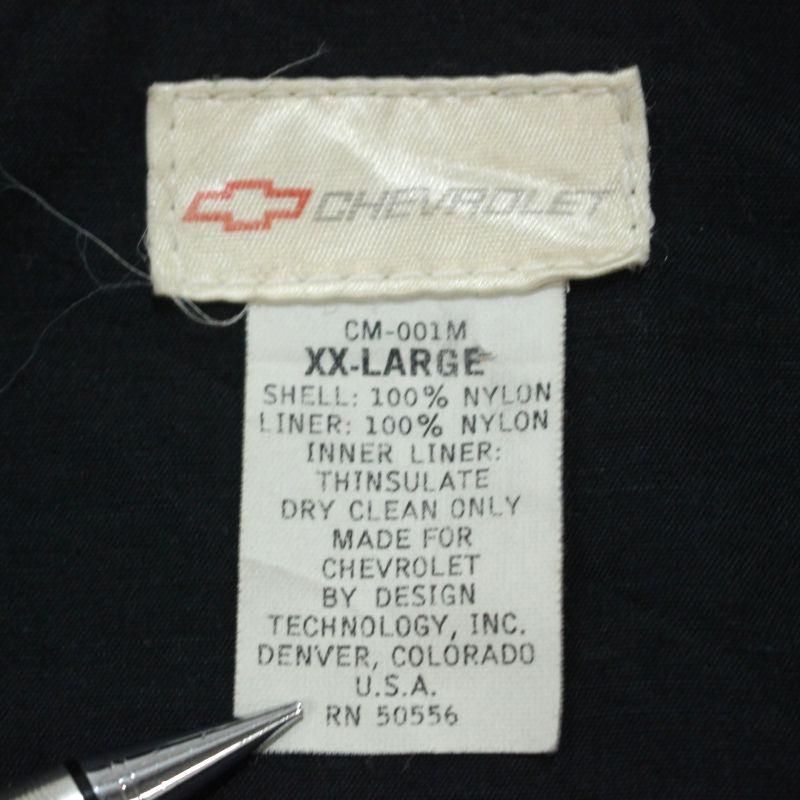 CHEVROLET
CM-001M
XX-LARGE
SHELL: 100% NYLON
LINER: 100% NYLON
INNER LINER:
THINSULATE
DRY CLEAN ONLY
MADE FOR
CHEVROLET
BY DESIGN
TECHNOLOGY, INC.
DENVER, COLORADO
U.S.A.
RN 50556